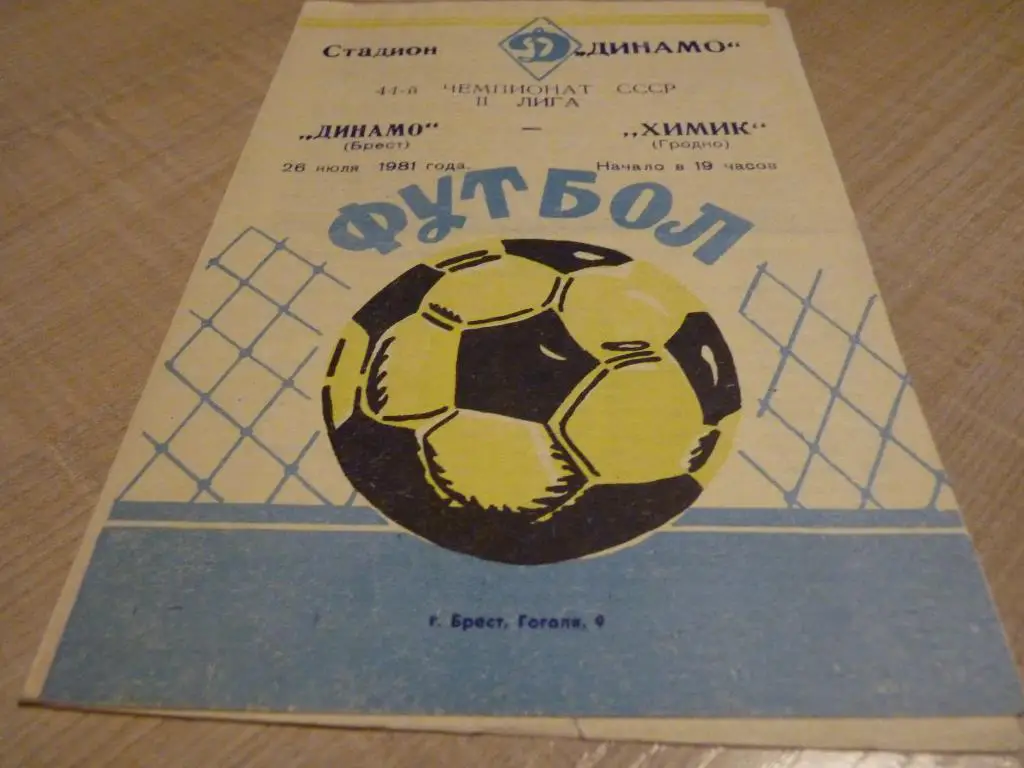 Стадион Д „ДИНАМО“
44-й ЧЕМПИОНАТ СССР
II ЛИГА
„ДИНАМО“ — „ХИМИК“
(Брест) (Гродно)
26 июля 1981 года. Начало в 19 часов
ФУТБОЛ
г. Брест, Гоголя, 9